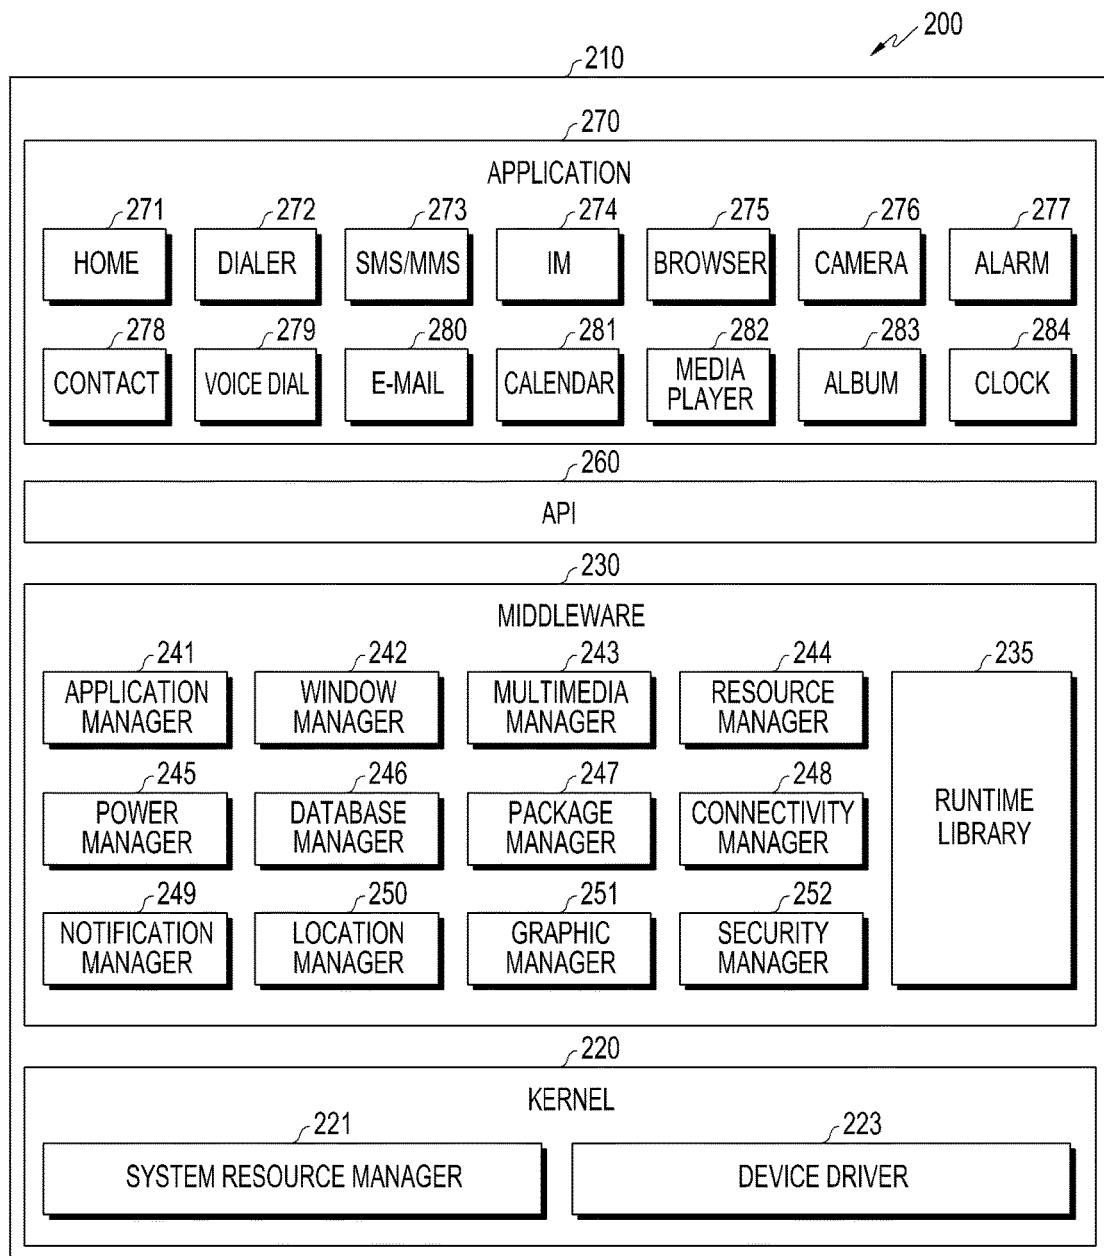 200
210
270
APPLICATION
271 272 273 274 275 276 277
HOME DIALER SMS/MMS IM BROWSER CAMERA ALARM
278 279 280 281 282 283 284
CONTACT VOICE DIAL E-MAIL CALENDAR MEDIA PLAYER ALBUM CLOCK
260
API
230
MIDDLEWARE
241 242 243 244 235
APPLICATION MANAGER WINDOW MANAGER MULTIMEDIA MANAGER RESOURCE MANAGER
245 246 247 248
POWER MANAGER DATABASE MANAGER PACKAGE MANAGER CONNECTIVITY MANAGER RUNTIME LIBRARY
249 250 251 252
NOTIFICATION MANAGER LOCATION MANAGER GRAPHIC MANAGER SECURITY MANAGER
220
KERNEL
221 223
SYSTEM RESOURCE MANAGER DEVICE DRIVER